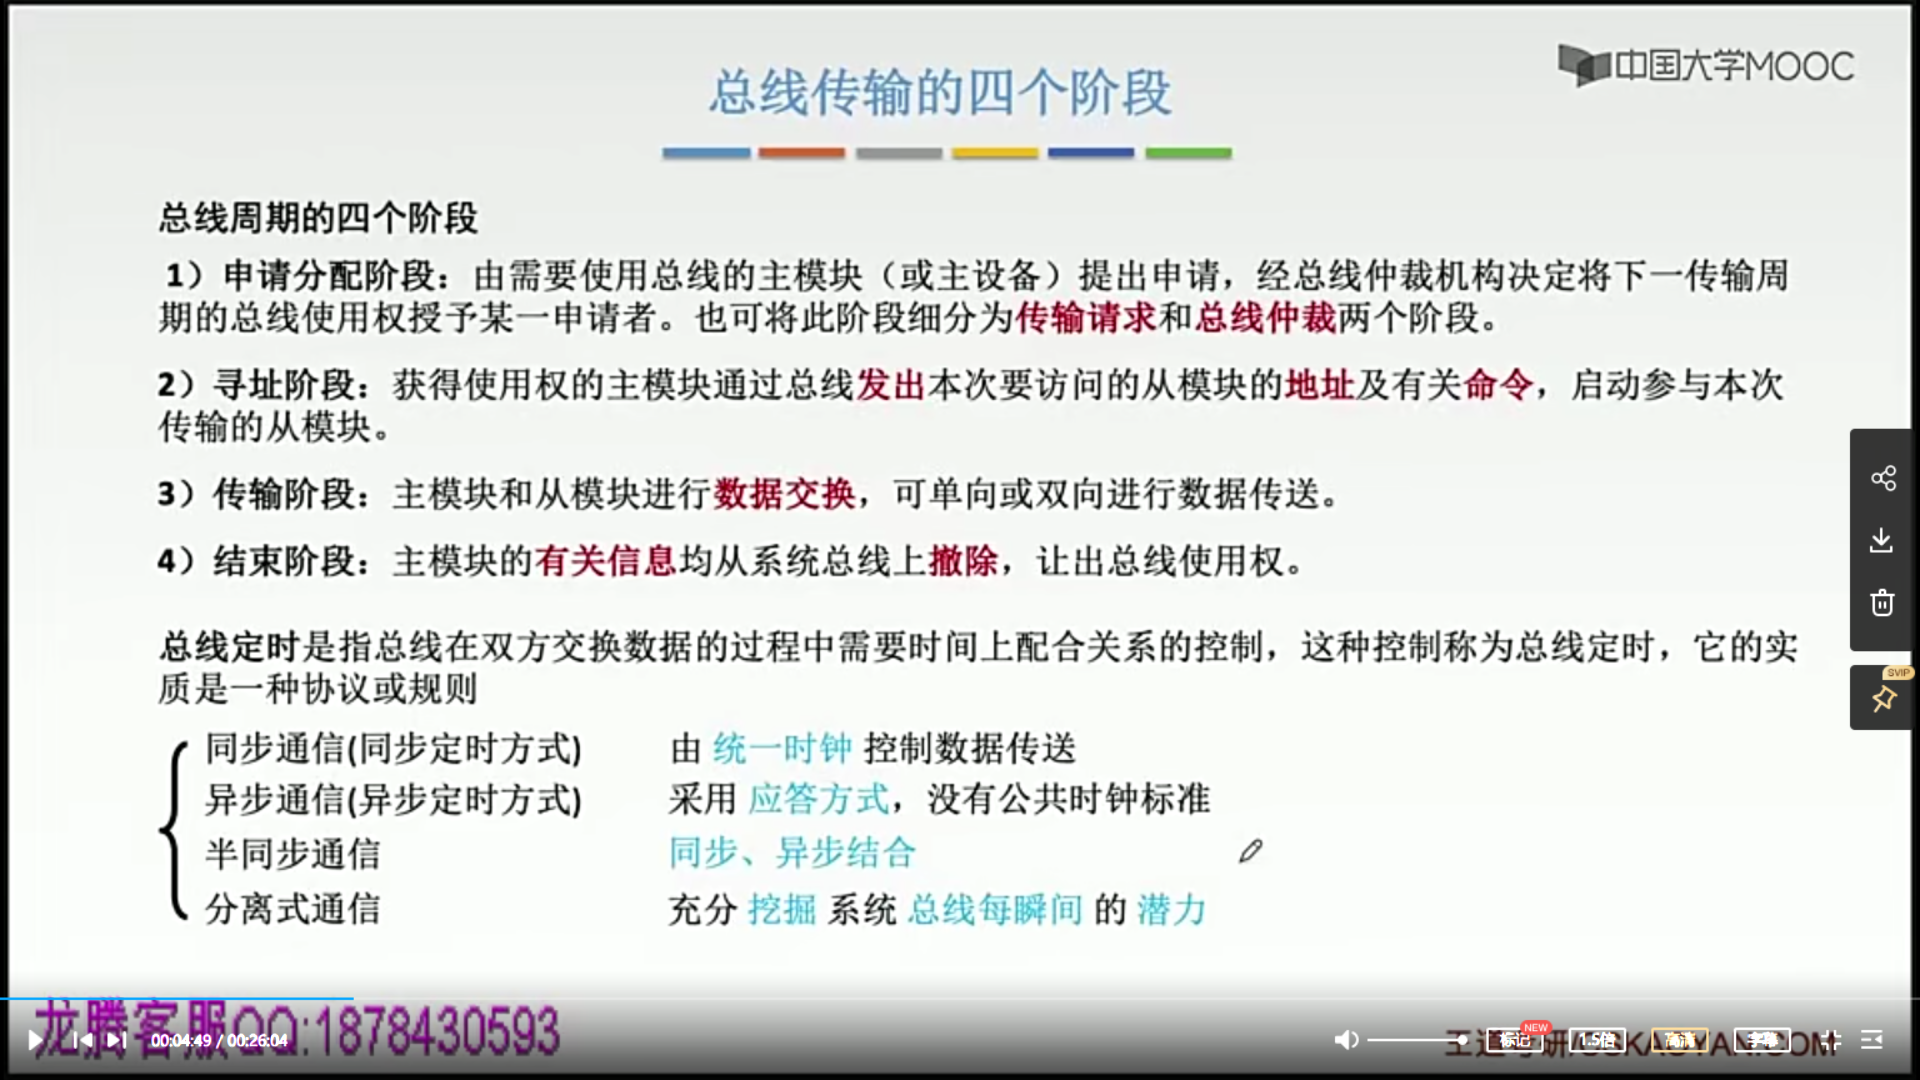 中国大学MOOC
总线传输的四个阶段
总线周期的四个阶段
1）申请分配阶段：由需要使用总线的主模块（或主设备）提出申请，经总线仲裁机构决定将下一传输周
期的总线使用权授予某一申请者。也可将此阶段细分为传输请求和总线仲裁两个阶段。
2）寻址阶段：获得使用权的主模块通过总线发出本次要访问的从模块的地址及有关命令，启动参与本次
传输的从模块。
3）传输阶段：主模块和从模块进行数据交换，可单向或双向进行数据传送。
4）结束阶段：主模块的有关信息均从系统总线上撤除，让出总线使用权。
SVIP
总线定时是指总线在双方交换数据的过程中需要时间上配合关系的控制，这种控制称为总线定时，它的实
质是一种协议或规则
同步通信(同步定时方式) 由 统一时钟 控制数据传送
异步通信(异步定时方式) 采用 应答方式，没有公共时钟标准
半同步通信 同步、异步结合
分离式通信 充分 挖掘 系统 总线每瞬间 的 潜力
龙腾客服QQ:1878430593
00:04:49 / 00:26:04
NEW
标记 1.5倍 高清 字幕
王道考研/CSKAOYAN.COM